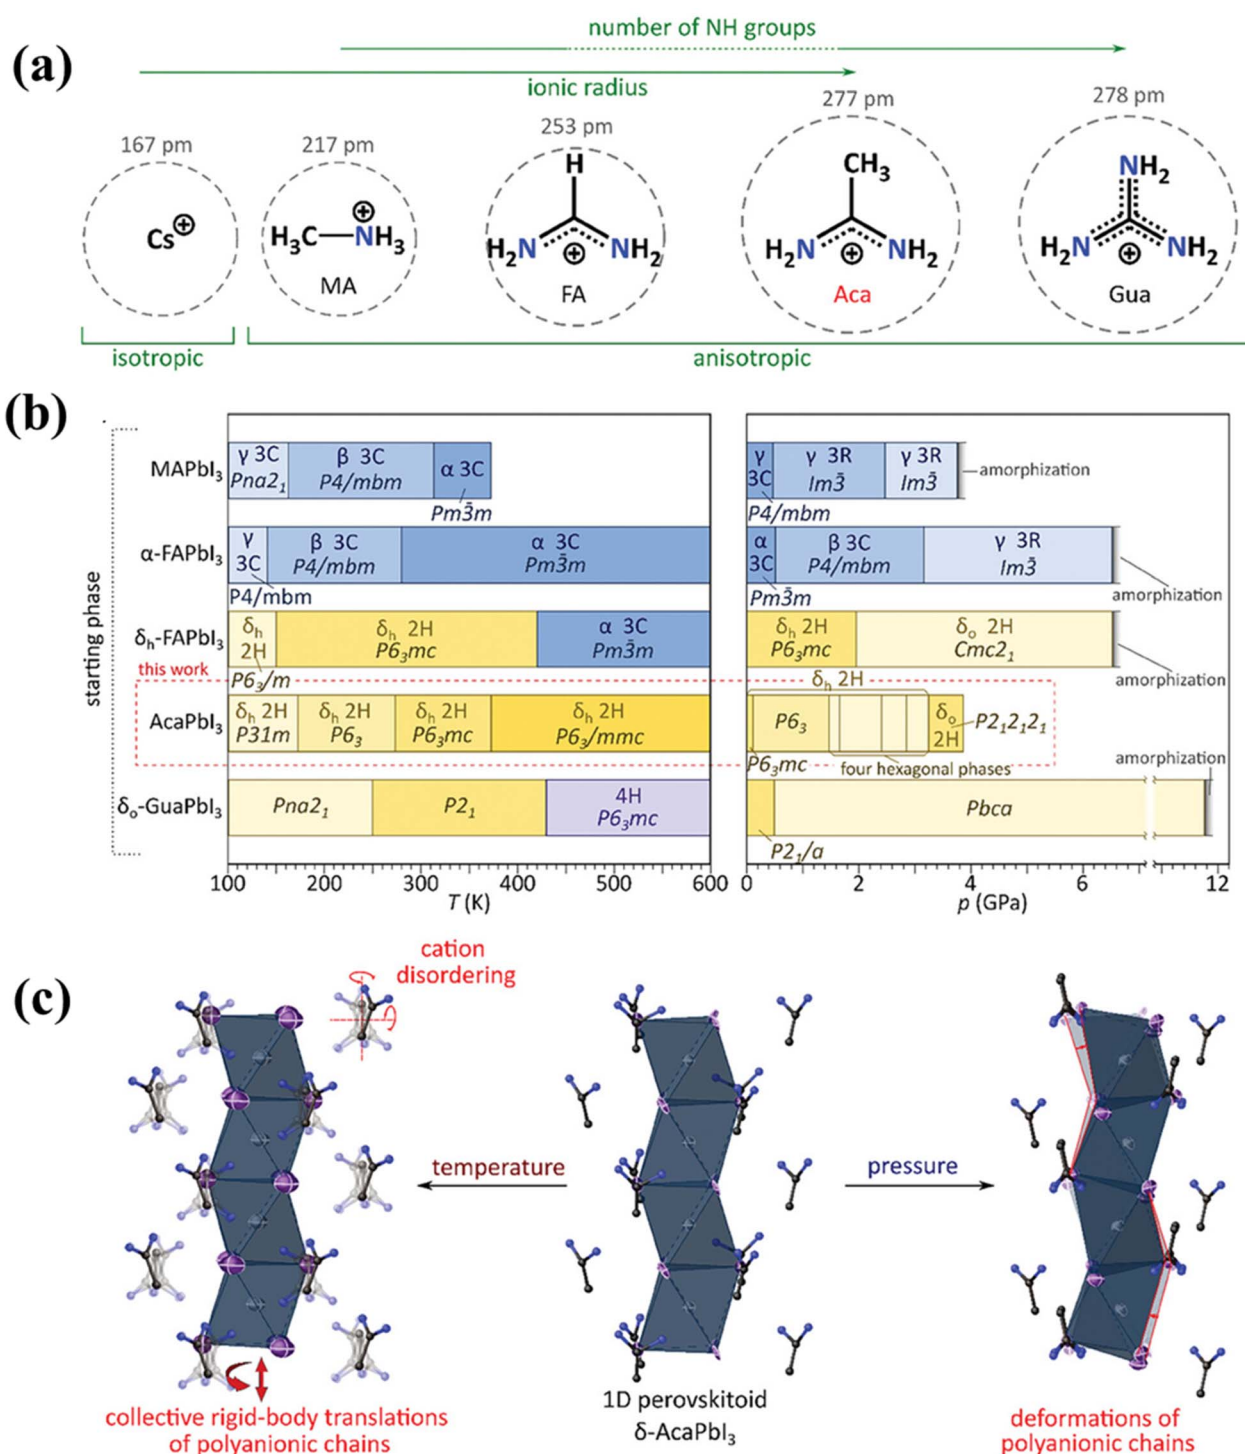 (a)
number of NH groups
ionic radius
167 pm
217 pm
253 pm
277 pm
278 pm
Cs⊕
H₃C—NH₃
⊕
MA
H
H₂N
NH₂
⊕
FA
CH₃
H₂N
NH₂
⊕
Aca
NH₂
H₂N
NH₂
⊕
Gua
isotropic
anisotropic
(b)
starting phase
MAPbI₃
γ 3C
Pna2₁
β 3C
P4/mbm
α 3C
Pm3̄m
γ
3C
P4/mbm
γ 3R
Im3̄
γ 3R
Im3̄
amorphization
α-FAPbI₃
γ
3C
P4/mbm
β 3C
P4/mbm
α 3C
Pm3̄m
α
3C
Pm3̄m
β 3C
P4/mbm
γ 3R
Im3̄
amorphization
δₕ-FAPbI₃
δₕ
2H
P6₃/m
δₕ 2H
P6₃mc
α 3C
Pm3̄m
δₕ 2H
P6₃mc
δₒ 2H
Cmc2₁
amorphization
this work
AcaPbI₃
δₕ 2H
P31m
δₕ 2H
P6₃
δₕ 2H
P6₃mc
δₕ 2H
P6₃/mmc
δₕ 2H
P6₃
P6₃mc
four hexagonal phases
δₒ
2H
P2₁2₁2₁
amorphization
δₒ-GuaPbI₃
Pna2₁
P2₁
4H
P6₃mc
P2₁/a
Pbca
100 200 300 400 500 600
T (K)
0 2 4 6 12
p (GPa)
(c)
cation
disordering
temperature
pressure
collective rigid-body translations
of polyanionic chains
1D perovskitoid
δ-AcaPbI₃
deformations of
polyanionic chains